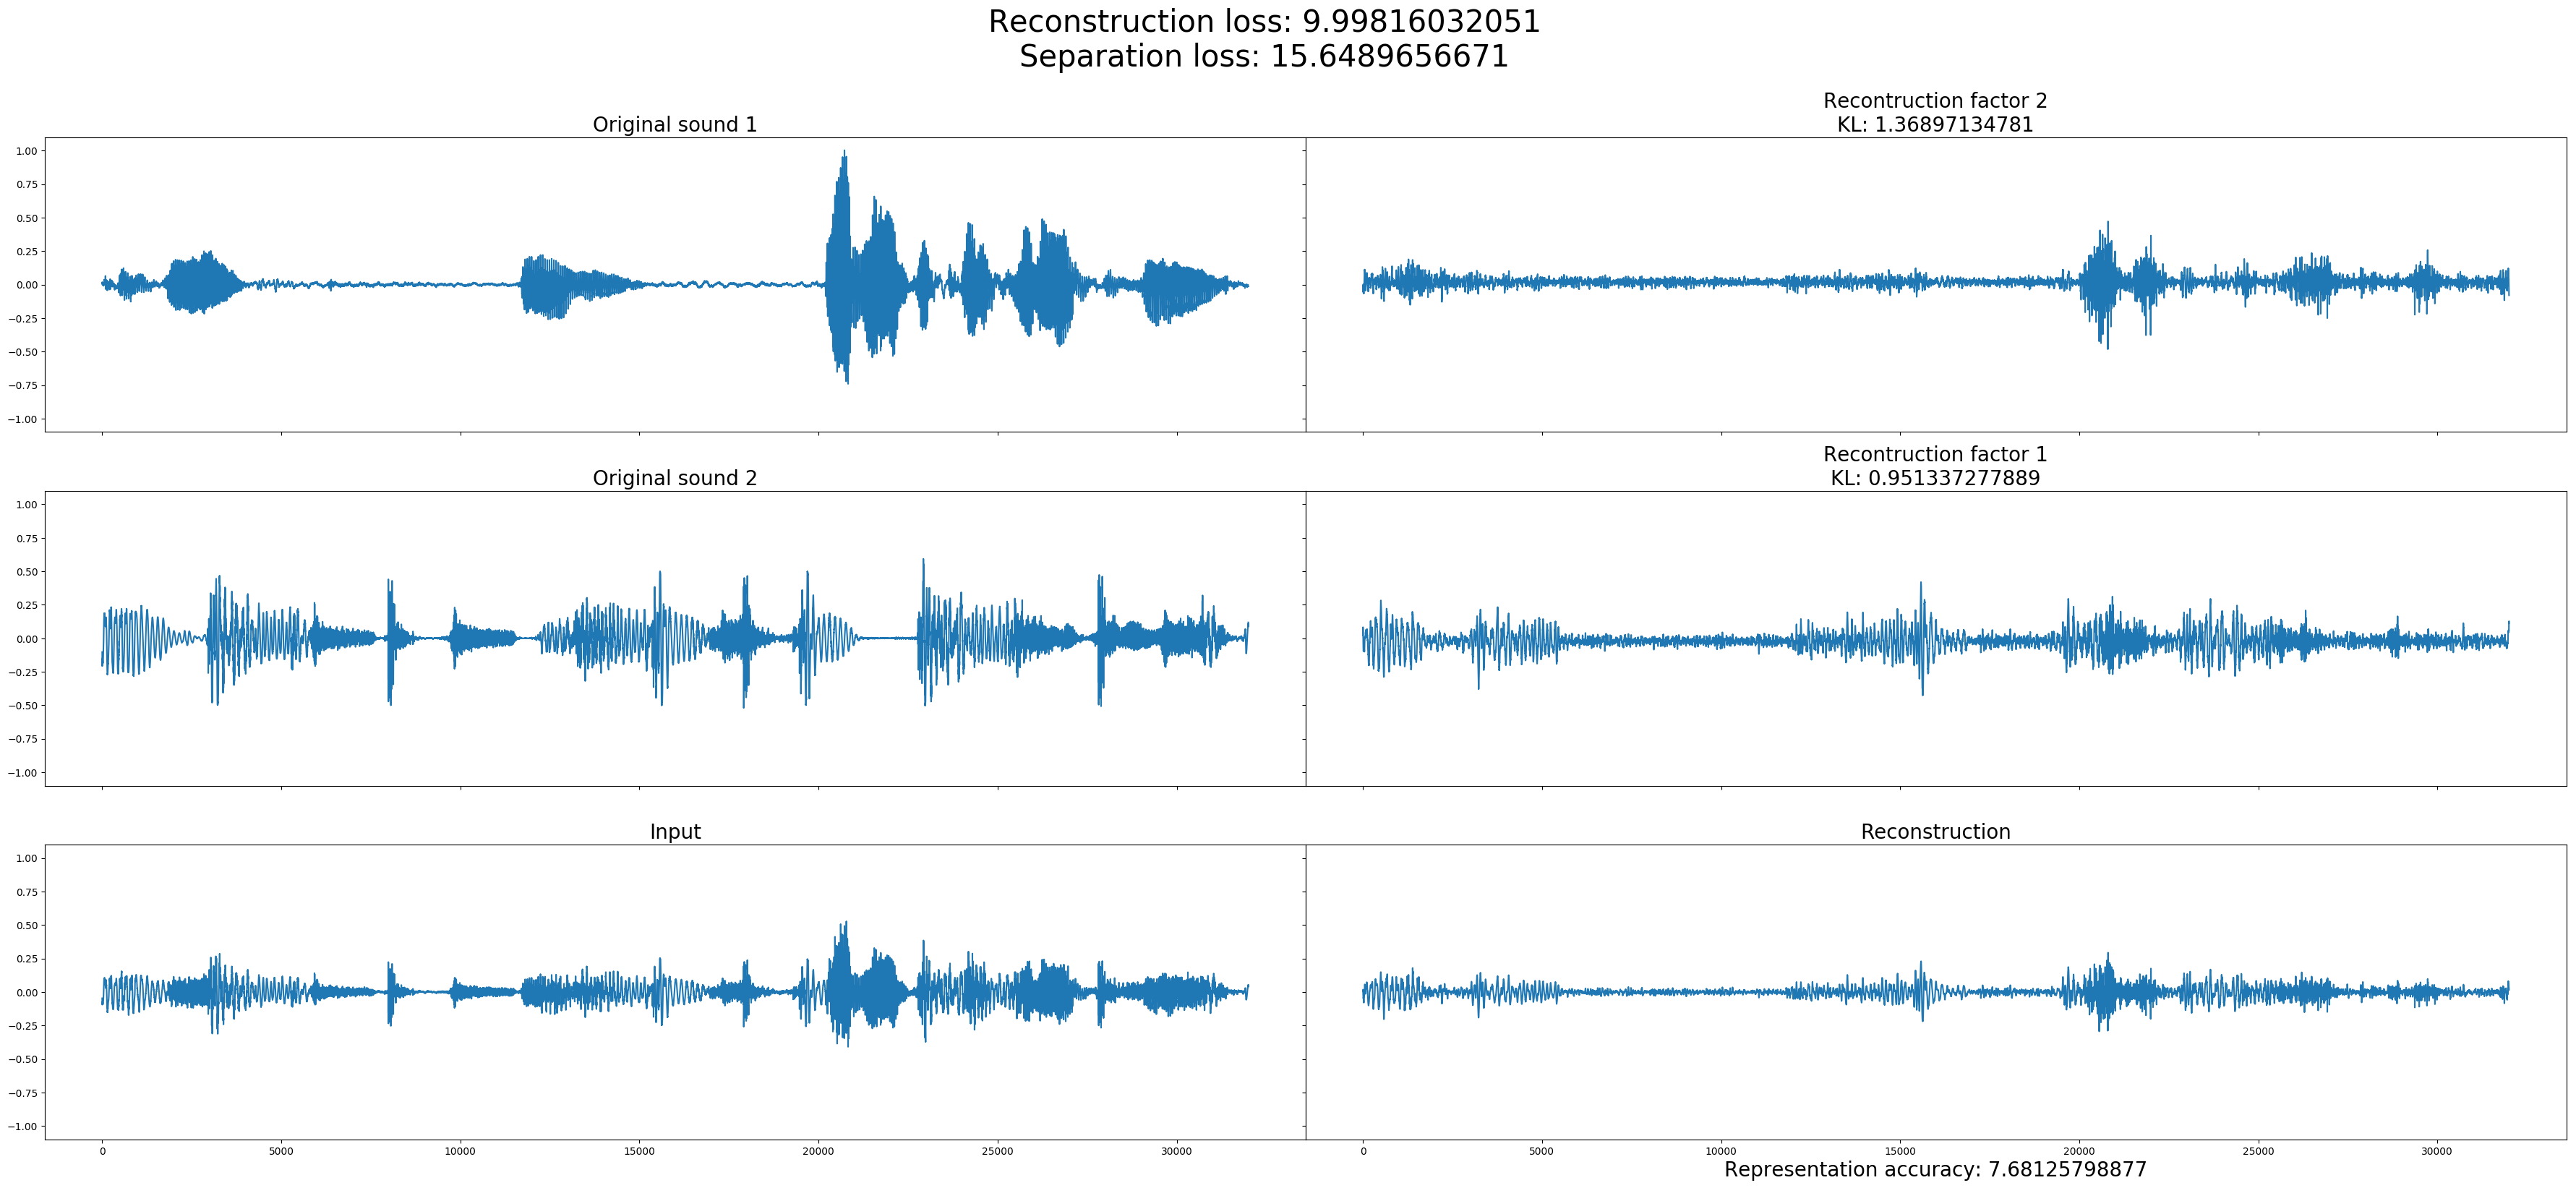 Reconstruction loss: 9.99816032051
Separation loss: 15.6489656671
Original sound 1
Recontruction factor 2
KL: 1.36897134781
1.00
0.75
0.50
0.25
0.00
−0.25
−0.50
−0.75
−1.00
Original sound 2
Recontruction factor 1
KL: 0.951337277889
1.00
0.75
0.50
0.25
0.00
−0.25
−0.50
−0.75
−1.00
Input
Reconstruction
1.00
0.75
0.50
0.25
0.00
−0.25
−0.50
−0.75
−1.00
0 5000 10000 15000 20000 25000 30000
0 5000 10000 15000 20000 25000 30000
Representation accuracy: 7.68125798877